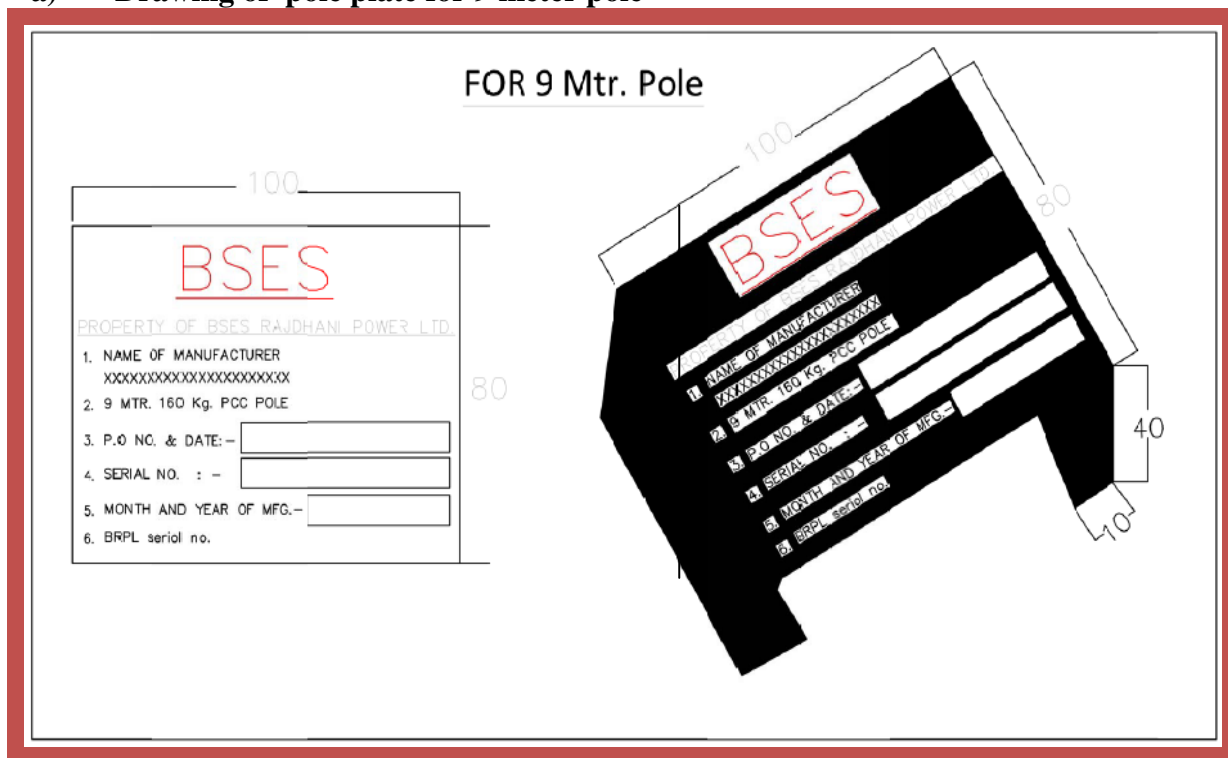 a) Drawing of pole plate for 9 meter pole
FOR 9 Mtr. Pole
100
BSES
PROPERTY OF BSES RAJDHANI POWER LTD.
1. NAME OF MANUFACTURER
XXXXXXXXXXXXXXXXXXXXXX
2. 9 MTR. 160 Kg. PCC POLE
3. P.O NO. & DATE:-
4. SERIAL NO. : -
5. MONTH AND YEAR OF MFG.-
6. BRPL serial no.
80
100
BSES
PROPERTY OF BSES RAJDHANI POWER LTD.
1. NAME OF MANUFACTURER
XXXXXXXXXXXXXXXXXXXXXX
2. 9 MTR. 160 Kg. PCC POLE
3. P.O NO. & DATE:-
4. SERIAL NO. : -
5. MONTH AND YEAR OF MFG.-
6. BRPL serial no.
80
40
10